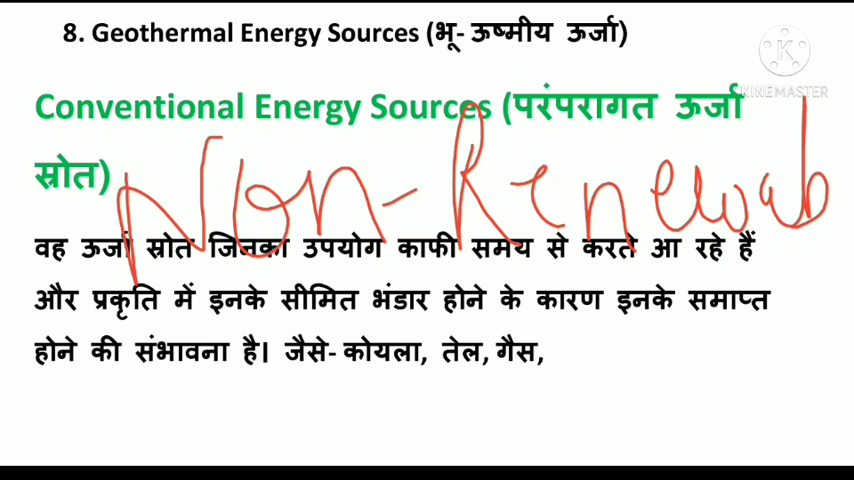 8. Geothermal Energy Sources (भू- ऊष्मीय ऊर्जा)
K
KINEMASTER
Conventional Energy Sources (परंपरागत ऊर्जा
स्रोत)
Non-Renewab
वह ऊर्जा स्रोत जिनका उपयोग काफी समय से करते आ रहे हैं
और प्रकृति में इनके सीमित भंडार होने के कारण इनके समाप्त
होने की संभावना है। जैसे- कोयला, तेल, गैस,